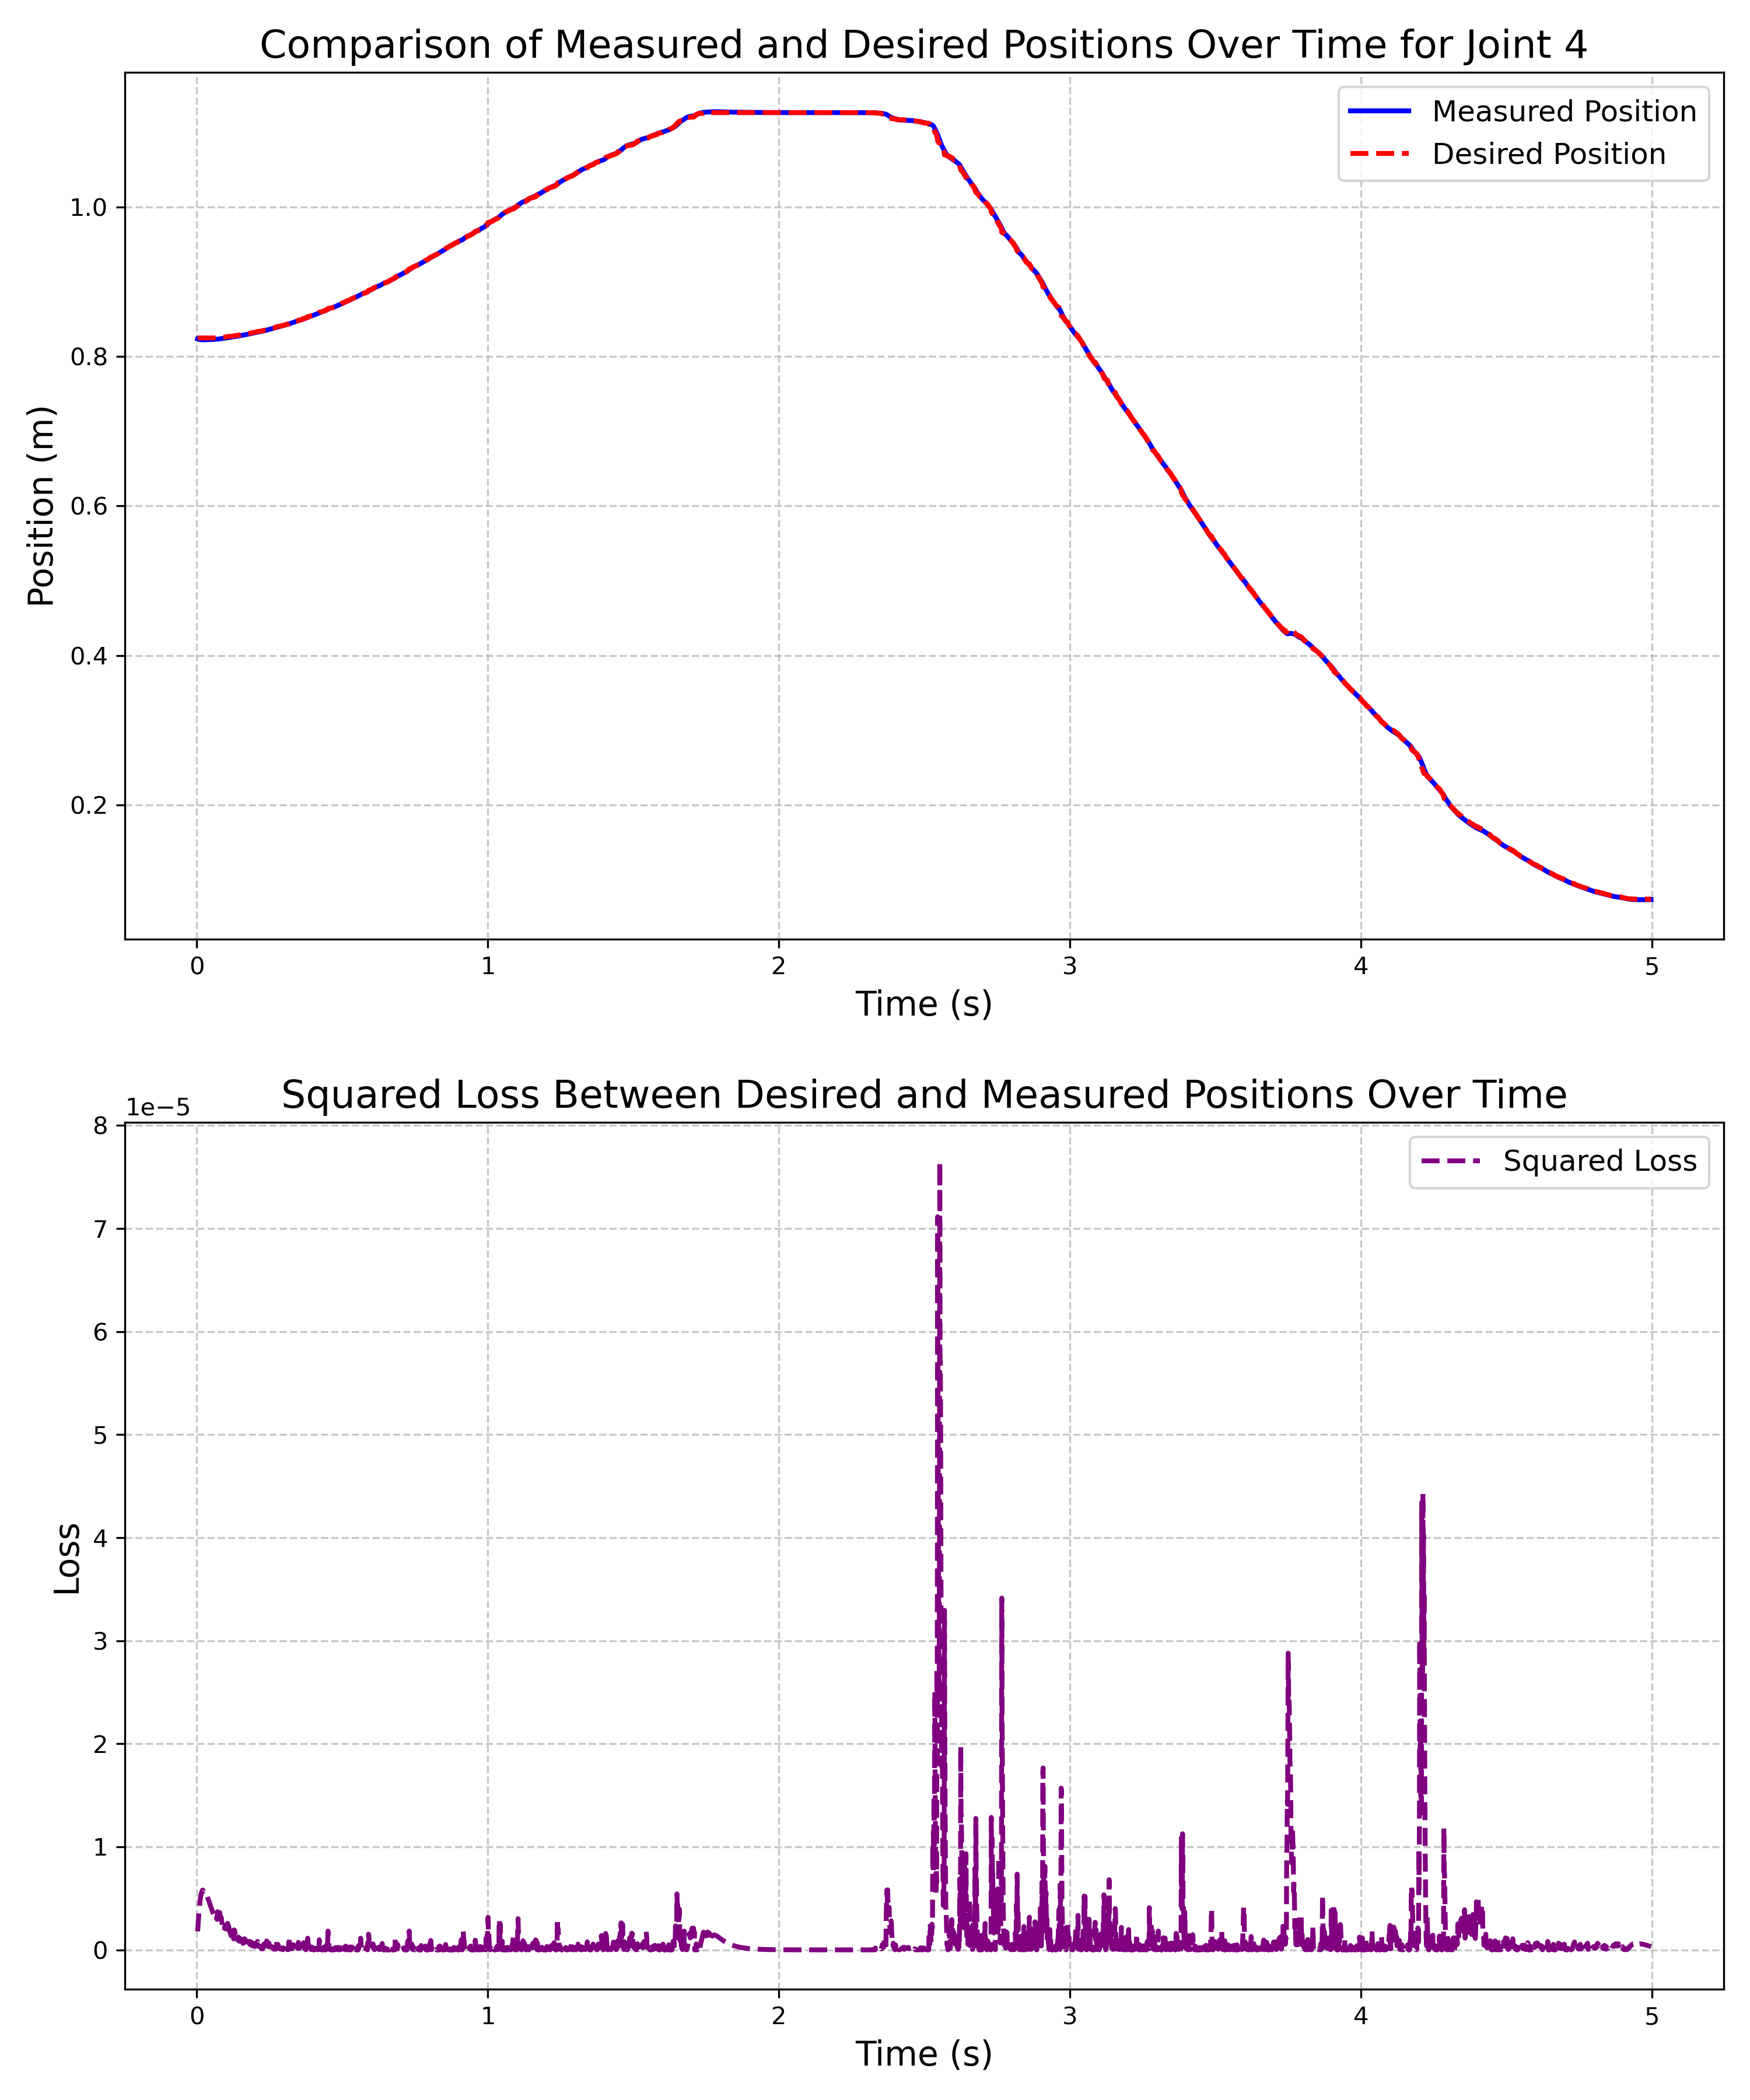 Comparison of Measured and Desired Positions Over Time for Joint 4
Measured Position
Desired Position
Position (m)
1.0
0.8
0.6
0.4
0.2
0 1 2 3 4 5
Time (s)
Squared Loss Between Desired and Measured Positions Over Time
1e−5
Squared Loss
Loss
8
7
6
5
4
3
2
1
0
0 1 2 3 4 5
Time (s)